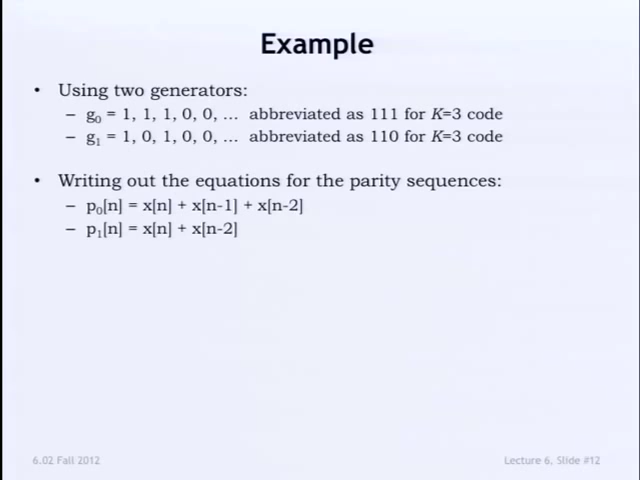 Example
• Using two generators:
– g₀ = 1, 1, 1, 0, 0, … abbreviated as 111 for K=3 code
– g₁ = 1, 0, 1, 0, 0, … abbreviated as 110 for K=3 code
• Writing out the equations for the parity sequences:
– p₀[n] = x[n] + x[n-1] + x[n-2]
– p₁[n] = x[n] + x[n-2]
6.02 Fall 2012
Lecture 6, Slide #12